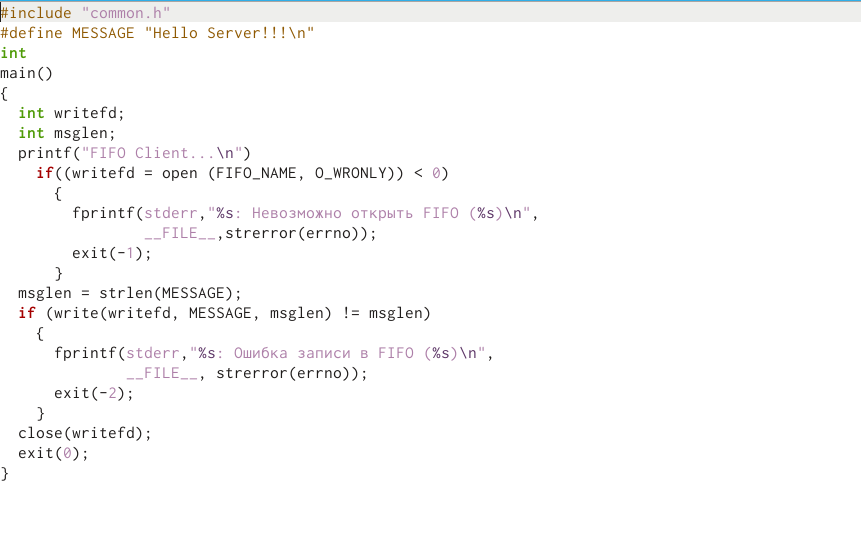 #include "common.h"
#define MESSAGE "Hello Server!!!\n"
int
main()
{
  int writefd;
  int msglen;
  printf("FIFO Client...\n")
    if((writefd = open (FIFO_NAME, O_WRONLY)) < 0)
      {
        fprintf(stderr,"%s: Невозможно открыть FIFO (%s)\n",
                __FILE__,strerror(errno));
        exit(-1);
      }
  msglen = strlen(MESSAGE);
  if (write(writefd, MESSAGE, msglen) != msglen)
    {
      fprintf(stderr,"%s: Ошибка записи в FIFO (%s)\n",
              __FILE__, strerror(errno));
      exit(-2);
    }
  close(writefd);
  exit(0);
}